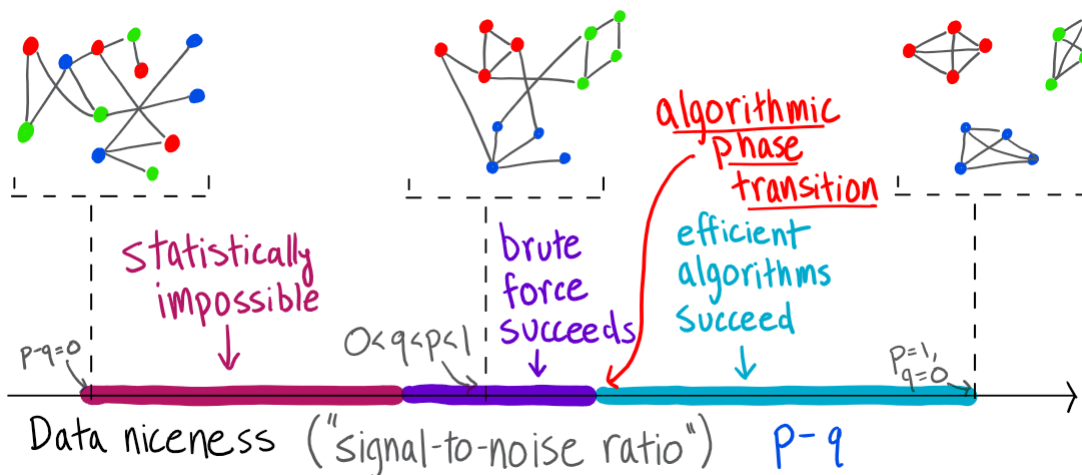 algorithmic
phase
transition
statistically
impossible
brute
force
succeeds
efficient
algorithms
succeed
p-q=0
0<q<p<1
p=1,
q=0
Data niceness ("signal-to-noise ratio") p-q